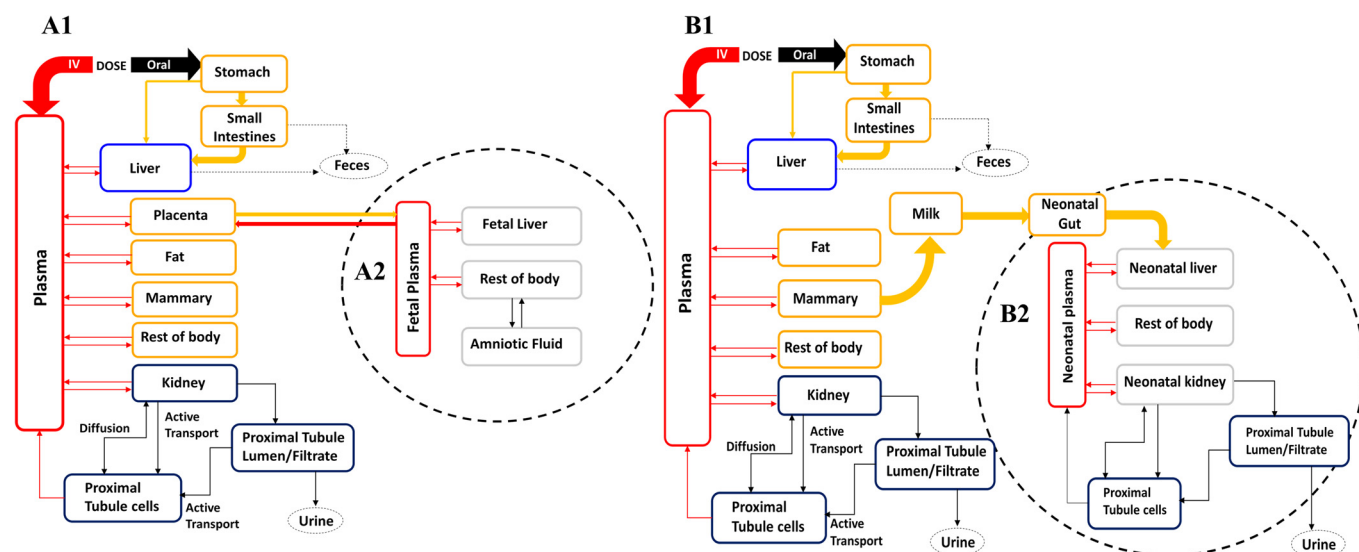 A1
IV
DOSE
Oral
Stomach
Small
Intestines
Liver
Feces
Plasma
Placenta
Fat
Mammary
Rest of body
Kidney
Diffusion
Active
Transport
Proximal Tubule
Lumen/Filtrate
Proximal
Tubule cells
Active
Transport
Urine
A2
Fetal Plasma
Fetal Liver
Rest of body
Amniotic Fluid
B1
IV
DOSE
Oral
Stomach
Small
Intestines
Liver
Feces
Plasma
Fat
Mammary
Rest of body
Milk
Neonatal
Gut
Kidney
Diffusion
Active
Transport
Proximal Tubule
Lumen/Filtrate
Proximal
Tubule cells
Active
Transport
Urine
B2
Neonatal plasma
Neonatal liver
Rest of body
Neonatal kidney
Proximal Tubule
Lumen/Filtrate
Proximal
Tubule cells
Urine